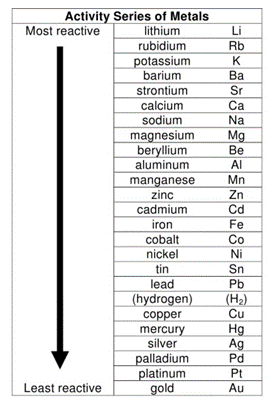 Activity Series of Metals
Most reactive lithium Li
rubidium Rb
potassium K
barium Ba
strontium Sr
calcium Ca
sodium Na
magnesium Mg
beryllium Be
aluminum Al
manganese Mn
zinc Zn
cadmium Cd
iron Fe
cobalt Co
nickel Ni
tin Sn
lead Pb
(hydrogen) (H₂)
copper Cu
mercury Hg
silver Ag
palladium Pd
platinum Pt
Least reactive gold Au